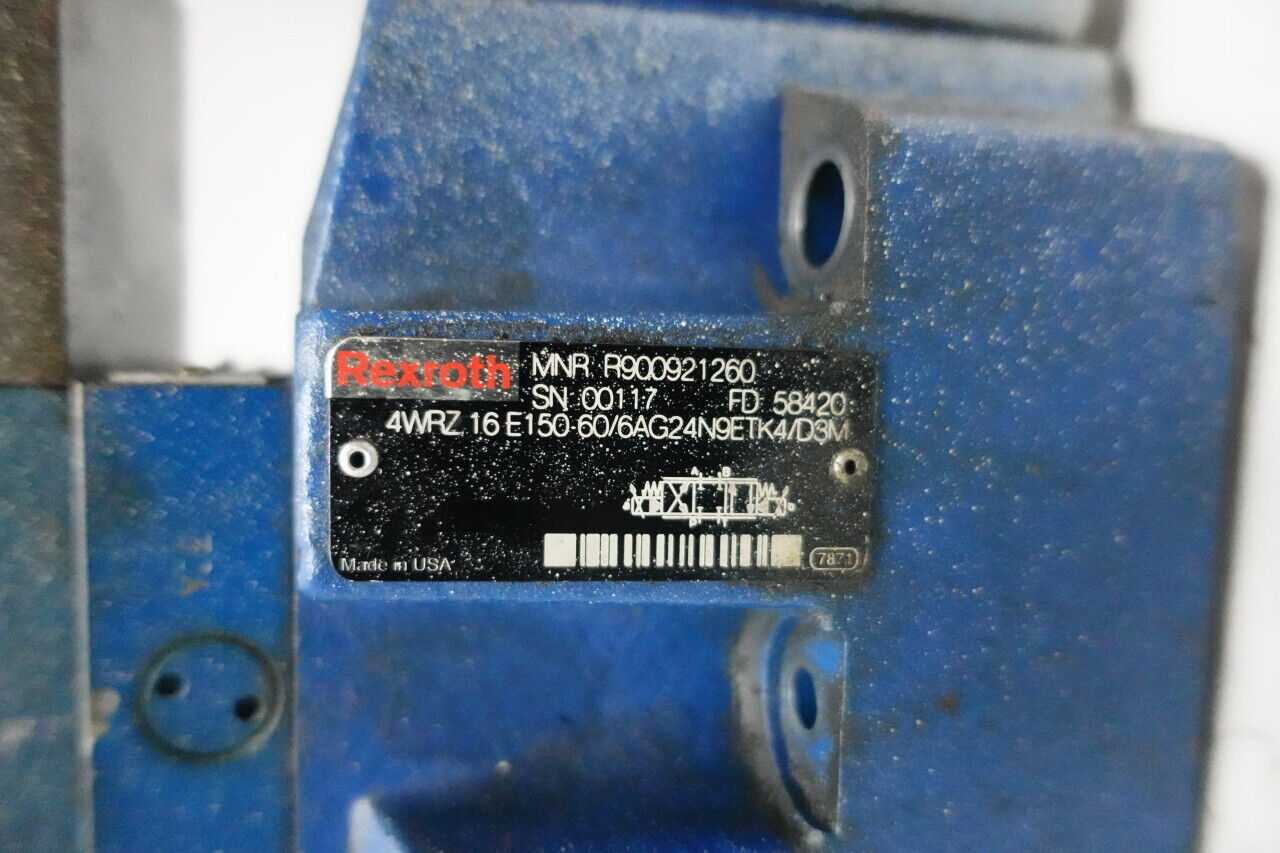 Rexroth MNR R900921260
SN 00117 FD 58420
4WRZ 16 E150-60/6AG24N9ETK4/D3M
A B
Made in USA 7871